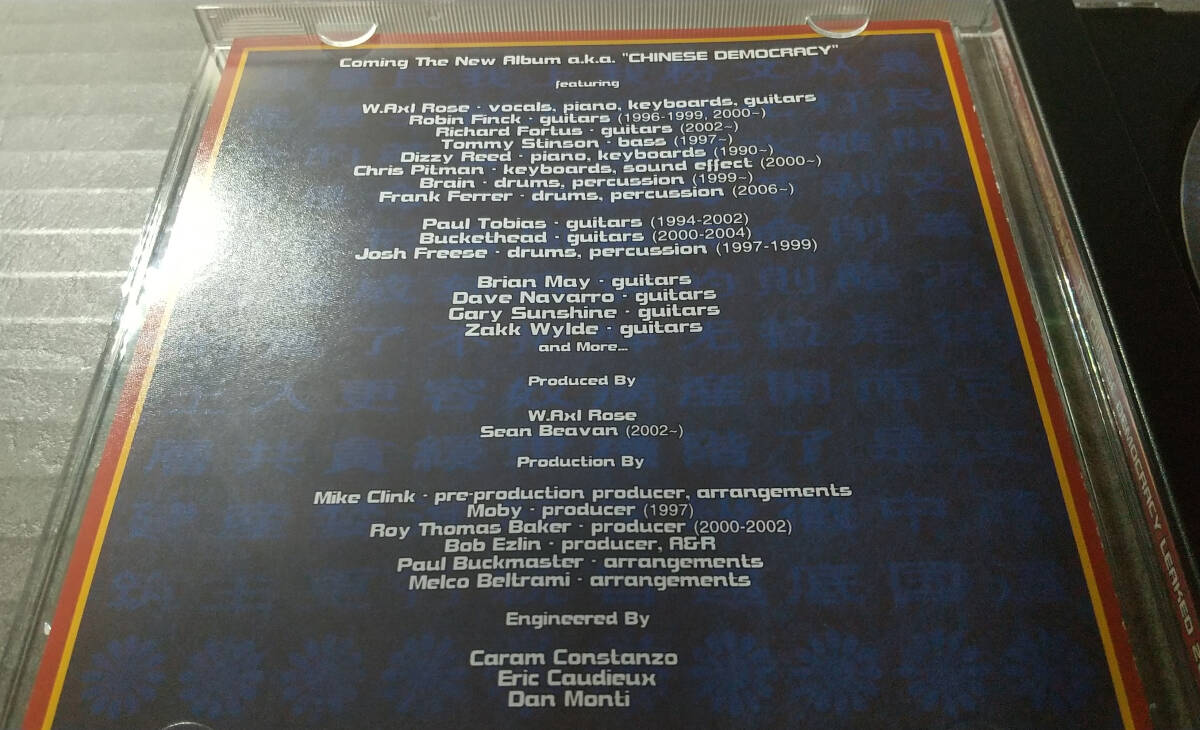 Coming The New Album a.k.a. "CHINESE DEMOCRACY"
featuring
W.Axl Rose · vocals, piano, keyboards, guitars
Robin Finck · guitars (1996-1999, 2000~)
Richard Fortus · guitars (2002~)
Tommy Stinson · bass (1997~)
Dizzy Reed · piano, keyboards (1990~)
Chris Pitman · keyboards, sound effect (2000~)
Brain · drums, percussion (1999~)
Frank Ferrer · drums, percussion (2006~)
Paul Tobias · guitars (1994-2002)
Buckethead · guitars (2000-2004)
Josh Freese · drums, percussion (1997-1999)
Brian May · guitars
Dave Navarro · guitars
Gary Sunshine · guitars
Zakk Wylde · guitars
and More...
Produced By
W.Axl Rose
Sean Beavan (2002~)
Production By
Mike Clink · pre-production producer, arrangements
Moby · producer (1997)
Roy Thomas Baker · producer (2000-2002)
Bob Ezlin · producer, A&R
Paul Buckmaster · arrangements
Melco Beltrami · arrangements
Engineered By
Caram Constanzo
Eric Caudieux
Dan Monti
DEMOCRACY LEAKED